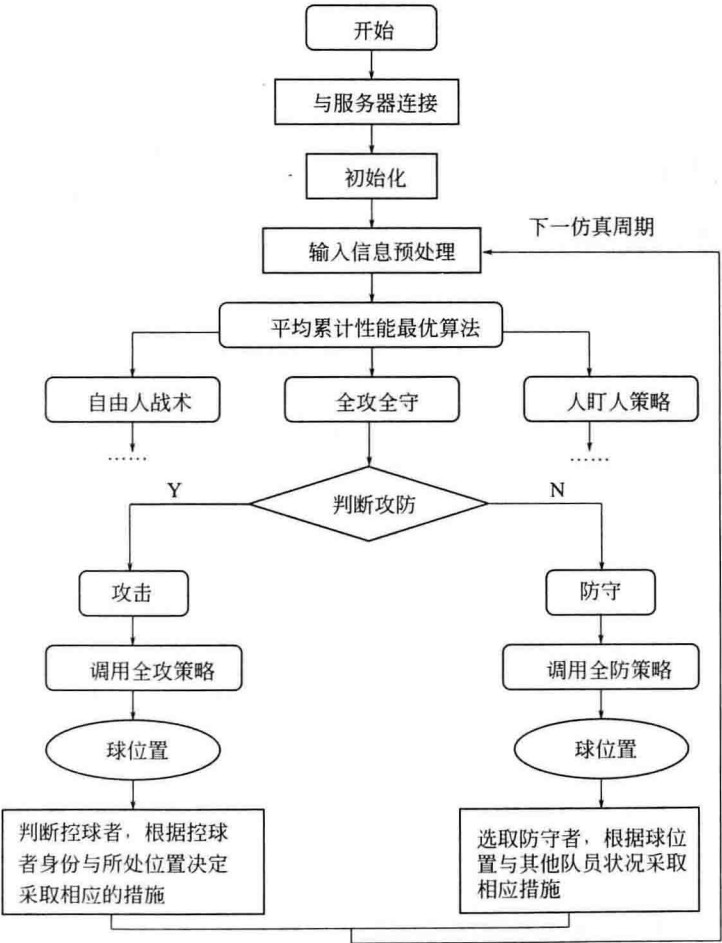 开始
与服务器连接
初始化
下一仿真周期
输入信息预处理
平均累计性能最优算法
自由人战术
全攻全守
人盯人策略
……
……
Y
判断攻防
N
攻击
防守
调用全攻策略
调用全防策略
球位置
球位置
判断控球者，根据控球
者身份与所处位置决定
采取相应的措施
选取防守者，根据球位
置与其他队员状况采取
相应措施